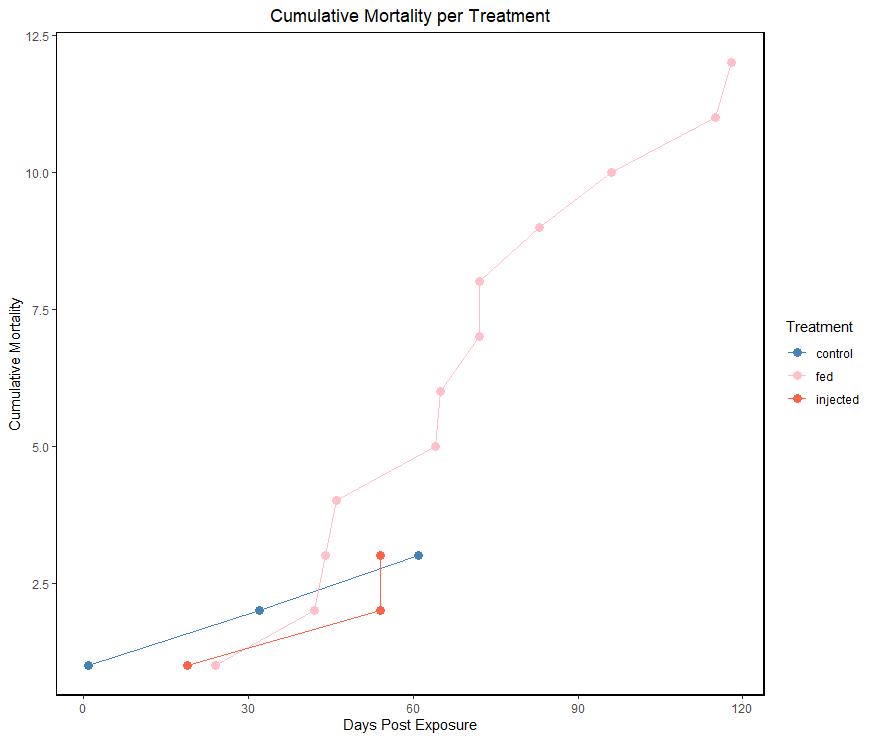 Cumulative Mortality per Treatment
12.5
10.0
7.5
5.0
2.5
Cumulative Mortality
0
30
60
90
120
Days Post Exposure
Treatment
control
fed
injected